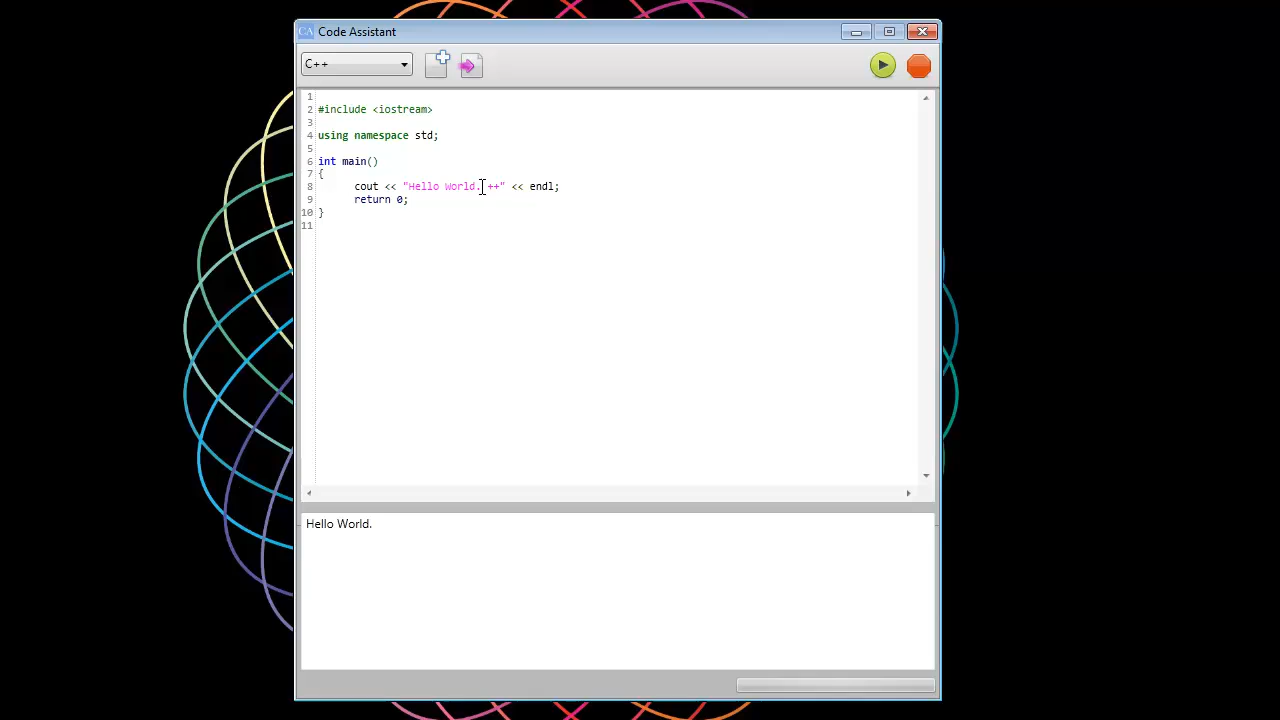 CA Code Assistant
C++
1
2 #include <iostream>
3
4 using namespace std;
5
6 int main()
7 {
8 cout << "Hello World. ++" << endl;
9 return 0;
10 }
11
Hello World.